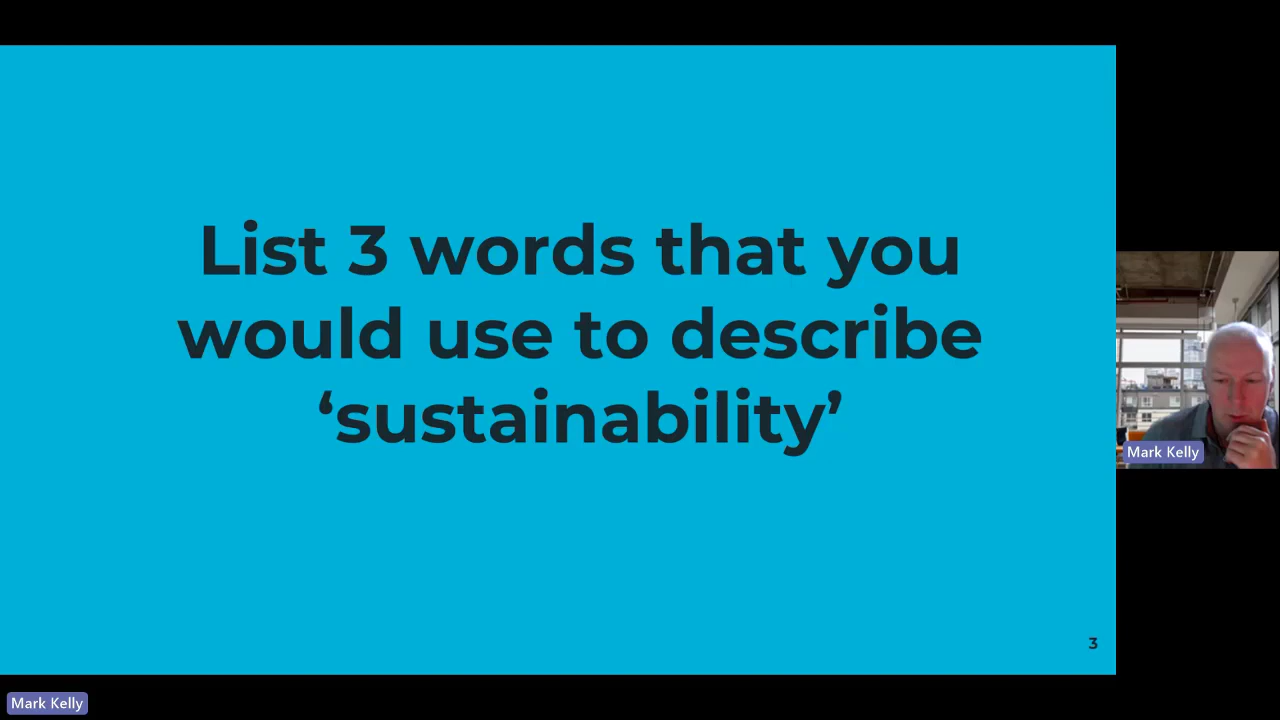 List 3 words that you
would use to describe
‘sustainability’
3
Mark Kelly
Mark Kelly